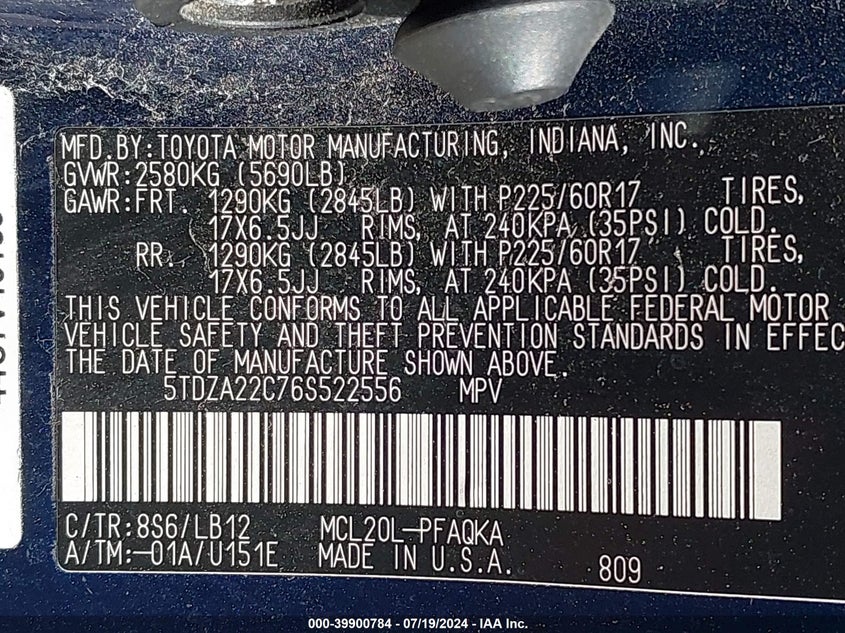 MFD.BY:TOYOTA MOTOR MANUFACTURING, INDIANA, INC.
GVWR:2580KG (5690LB)
GAWR:FRT. 1290KG (2845LB) WITH P225/60R17 TIRES,
17X6.5JJ RIMS, AT 240KPA (35PSI) COLD.
RR. 1290KG (2845LB) WITH P225/60R17 TIRES,
17X6.5JJ RIMS, AT 240KPA (35PSI) COLD.
THIS VEHICLE CONFORMS TO ALL APPLICABLE FEDERAL MOTOR
VEHICLE SAFETY AND THEFT PREVENTION STANDARDS IN EFFEC
THE DATE OF MANUFACTURE SHOWN ABOVE.
5TDZA22C76S522556 MPV
C/TR:8S6/LB12 MCL20L-PFAQKA
A/TM:-01A/U151E MADE IN U.S.A. 809
000-39900784 - 07/19/2024 - IAA Inc.